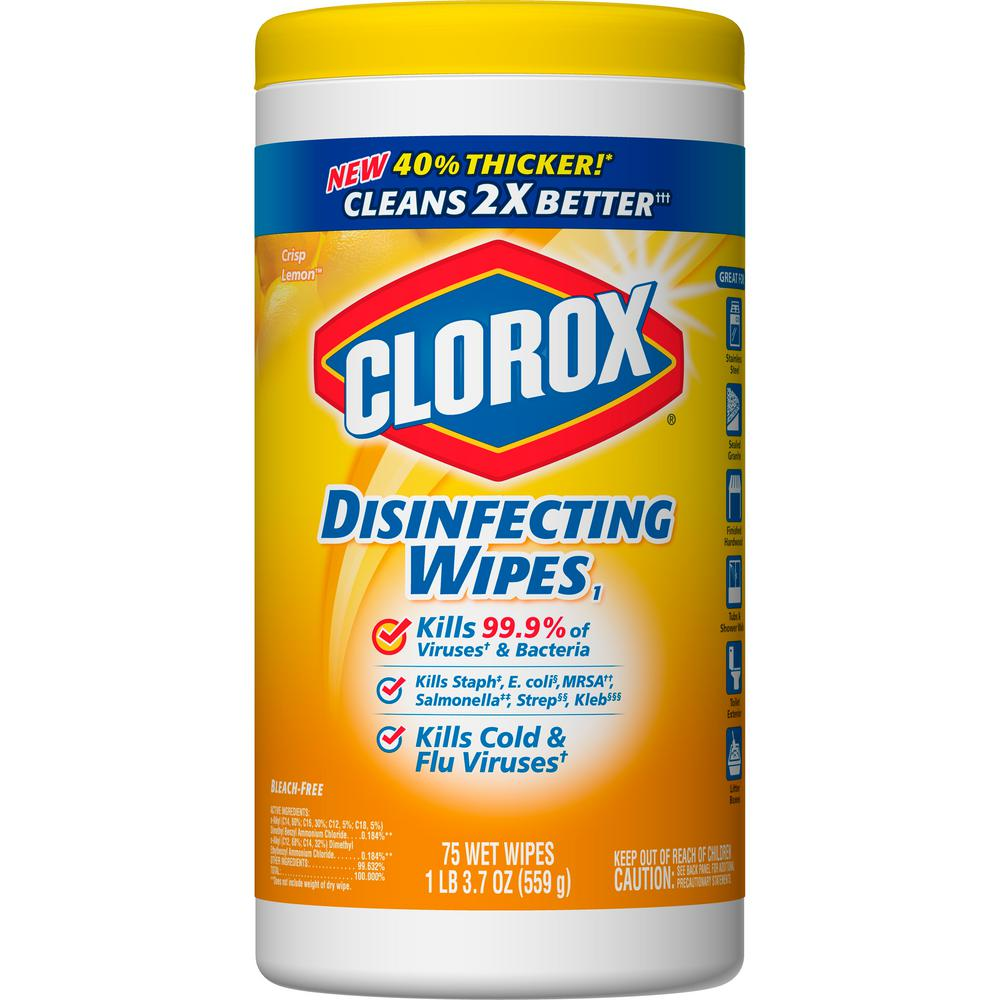 NEW 40% THICKER!*
CLEANS 2X BETTER†††
Crisp
Lemon™
CLOROX
®
DISINFECTING
WIPES1
Kills 99.9% of
Viruses† & Bacteria
Kills Staph‡, E. coli§, MRSA††,
Salmonella‡‡, Strep§§, Kleb§§§
Kills Cold &
Flu Viruses†
GREAT FO
Stainless
Steel
Sealed
Granite
Finished
Hardwood
Tubs &
Shower
Toilet
Exterior
Litter
Boxes
BLEACH-FREE
ACTIVE INGREDIENTS:
n-Alkyl (C14, 60%; C16, 30%; C12, 5%; C18, 5%)
Dimethyl Benzyl Ammonium Chloride....0.184%**
n-Alkyl (C12, 68%; C14, 32%) Dimethyl
Ethylbenzyl Ammonium Chloride........0.184%**
OTHER INGREDIENTS:...........99.632%
TOTAL:...................100.000%
**Does not include weight of dry wipe.
75 WET WIPES
1 LB 3.7 OZ (559 g)
KEEP OUT OF REACH OF CHILDREN
CAUTION: SEE BACK PANEL FOR ADDITIONAL
PRECAUTIONARY STATEMENTS.